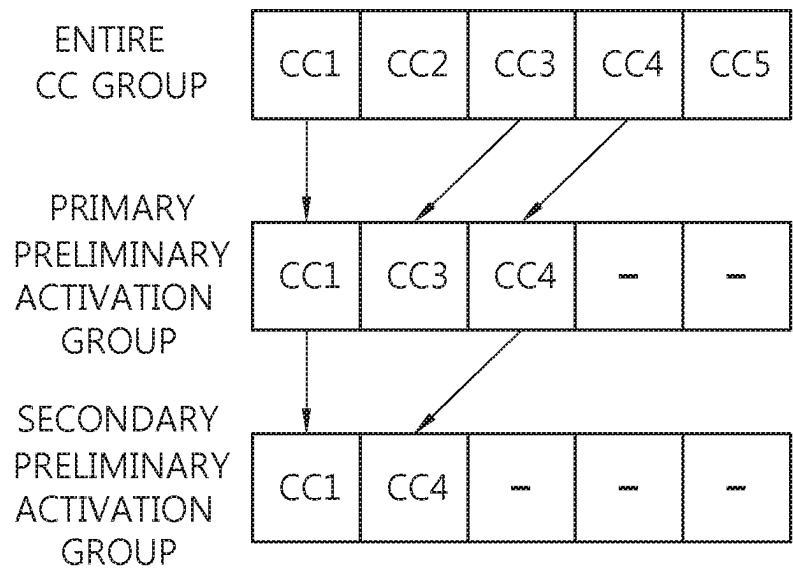 ENTIRE
CC GROUP
CC1 CC2 CC3 CC4 CC5
PRIMARY
PRELIMINARY
ACTIVATION
GROUP
CC1 CC3 CC4 - -
SECONDARY
PRELIMINARY
ACTIVATION
GROUP
CC1 CC4 - - -